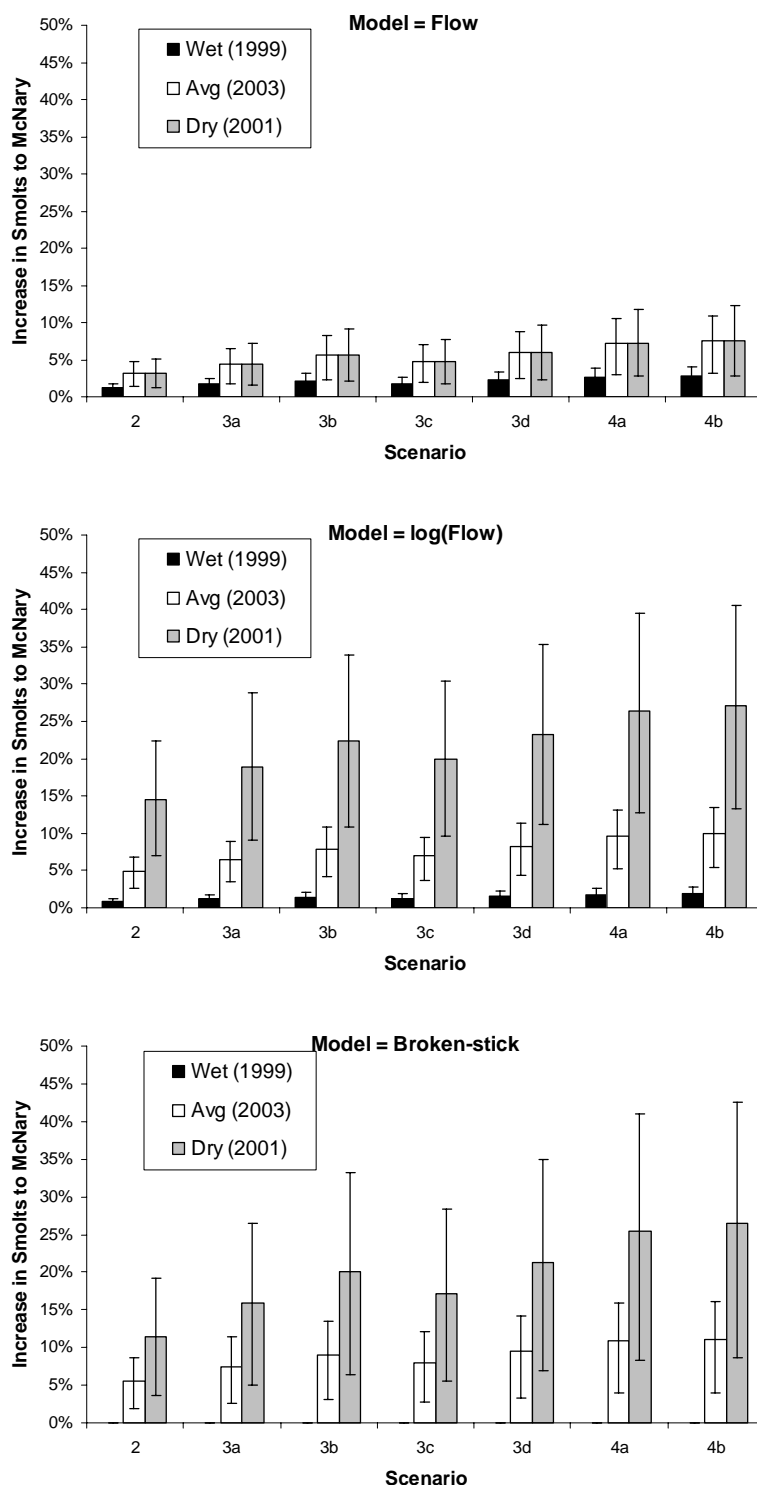 Model = Flow
Wet (1999)
Avg (2003)
Dry (2001)
Increase in Smolts to McNary
50%
45%
40%
35%
30%
25%
20%
15%
10%
5%
0%
2 3a 3b 3c 3d 4a 4b
Scenario
Model = log(Flow)
Wet (1999)
Avg (2003)
Dry (2001)
Increase in Smolts to McNary
50%
45%
40%
35%
30%
25%
20%
15%
10%
5%
0%
2 3a 3b 3c 3d 4a 4b
Scenario
Model = Broken-stick
Wet (1999)
Avg (2003)
Dry (2001)
Increase in Smolts to McNary
50%
45%
40%
35%
30%
25%
20%
15%
10%
5%
0%
2 3a 3b 3c 3d 4a 4b
Scenario